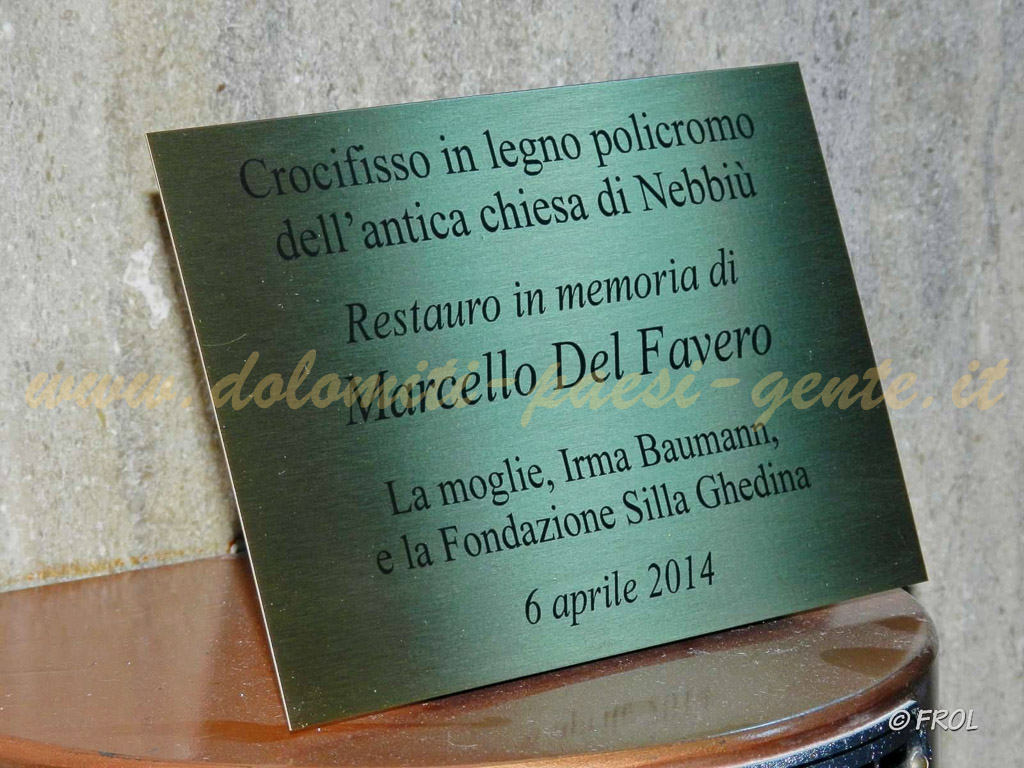 Crocifisso in legno policromo
dell'antica chiesa di Nebbiù
Restauro in memoria di
Marcello Del Favero
www.dolomiti-paesi-gente.it
La moglie, Irma Baumann,
e la Fondazione Silla Ghedina
6 aprile 2014
© FROL